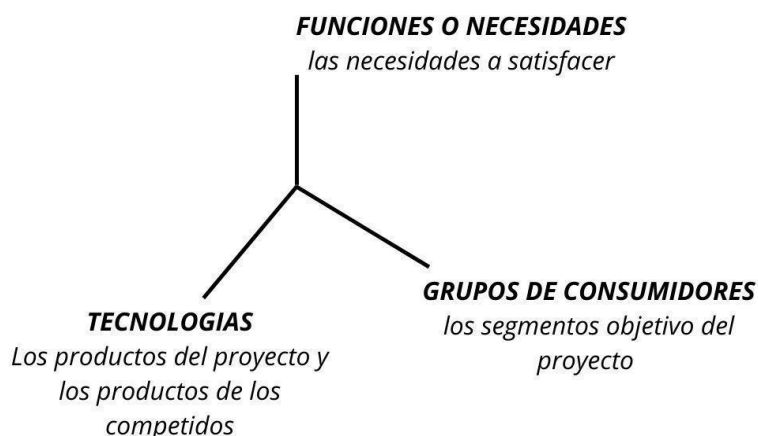 FUNCIONES O NECESIDADES
las necesidades a satisfacer
TECNOLOGIAS
Los productos del proyecto y
los productos de los
competidos
GRUPOS DE CONSUMIDORES
los segmentos objetivo del
proyecto